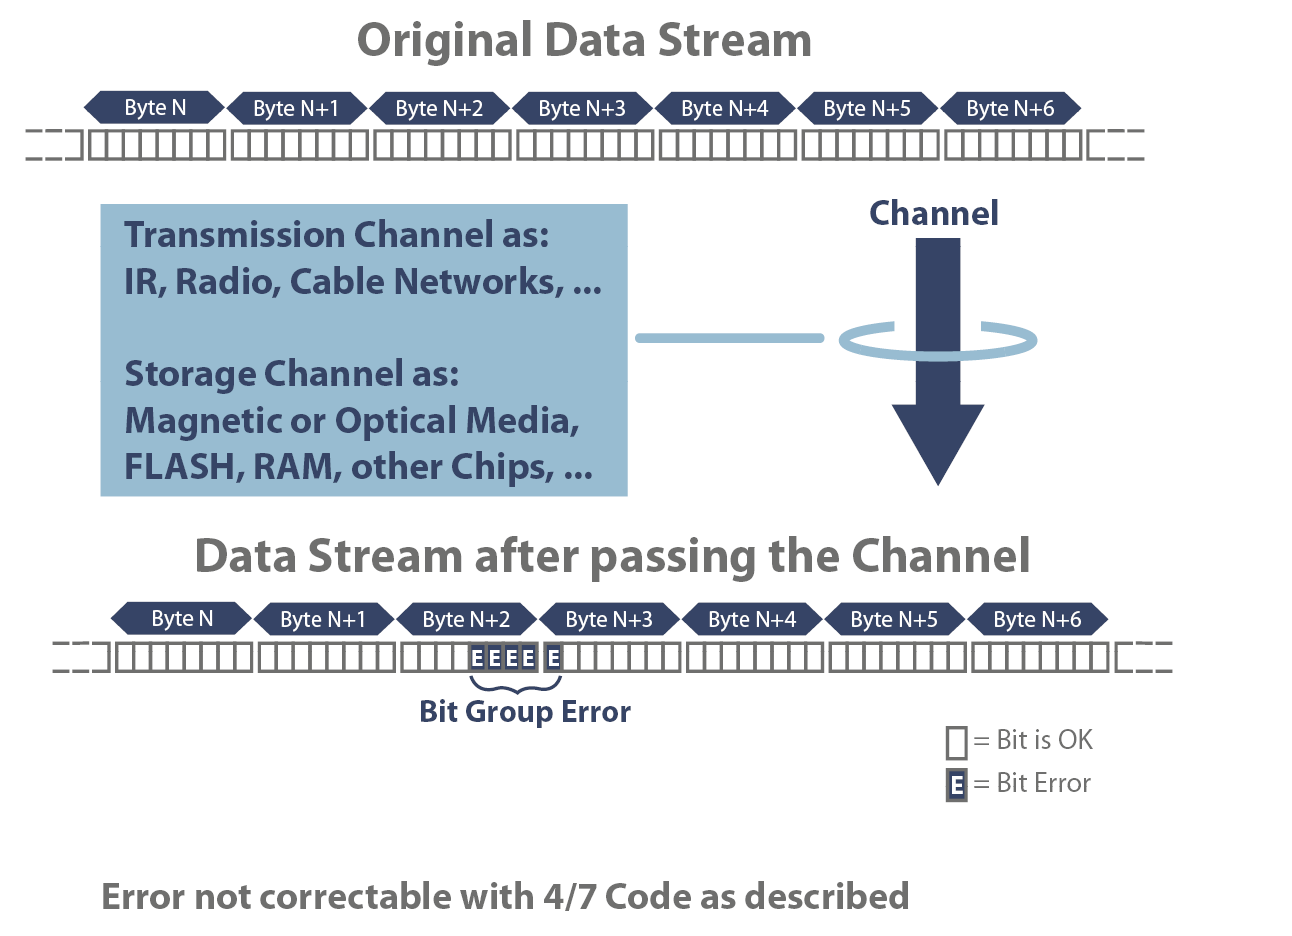 Original Data Stream
Byte N Byte N+1 Byte N+2 Byte N+3 Byte N+4 Byte N+5 Byte N+6
Transmission Channel as:
IR, Radio, Cable Networks, ...
Storage Channel as:
Magnetic or Optical Media,
FLASH, RAM, other Chips, ...
Channel
Data Stream after passing the Channel
Byte N Byte N+1 Byte N+2 Byte N+3 Byte N+4 Byte N+5 Byte N+6
E E E E E
Bit Group Error
= Bit is OK
E = Bit Error
Error not correctable with 4/7 Code as described